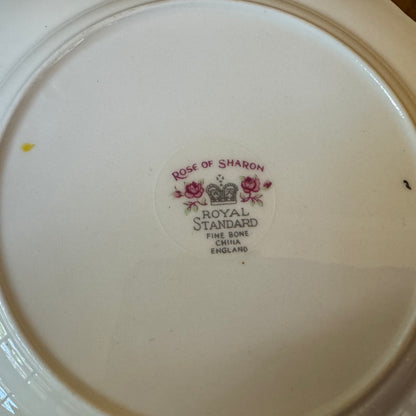 ROSE OF SHARON
ROYAL
STANDARD
FINE BONE
CHINA
ENGLAND